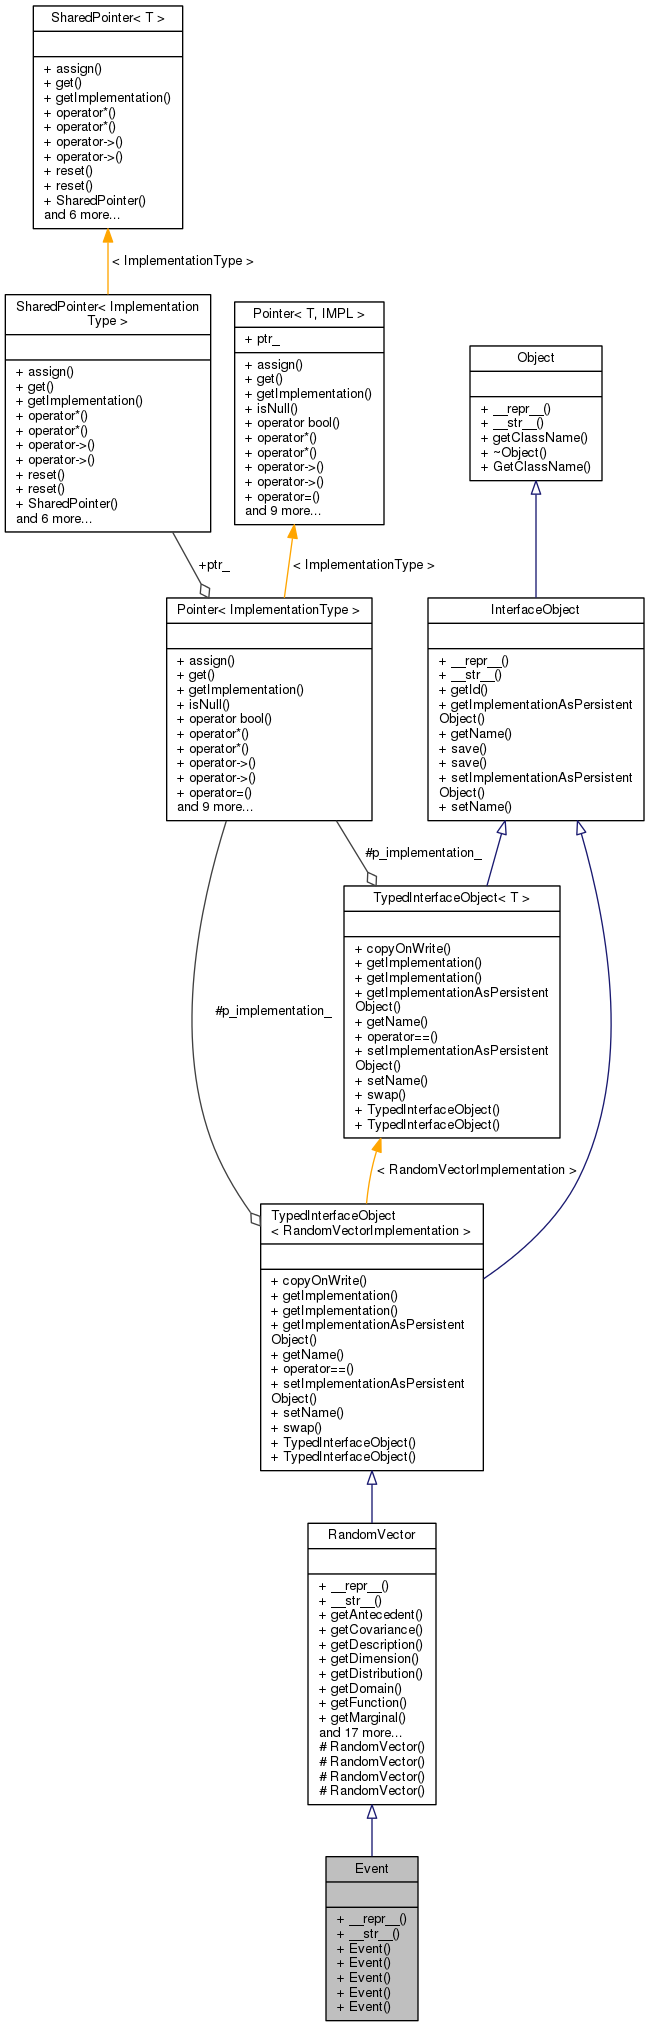 SharedPointer< T >
+ assign()
+ get()
+ getImplementation()
+ operator*()
+ operator*()
+ operator->()
+ operator->()
+ reset()
+ reset()
+ SharedPointer()
and 6 more...
< ImplementationType >
SharedPointer< Implementation
Type >
+ assign()
+ get()
+ getImplementation()
+ operator*()
+ operator*()
+ operator->()
+ operator->()
+ reset()
+ reset()
+ SharedPointer()
and 6 more...
Pointer< T, IMPL >
+ ptr_
+ assign()
+ get()
+ getImplementation()
+ isNull()
+ operator bool()
+ operator*()
+ operator*()
+ operator->()
+ operator->()
+ operator=()
and 9 more...
Object
+ __repr__()
+ __str__()
+ getClassName()
+ ~Object()
+ GetClassName()
+ptr_
< ImplementationType >
Pointer< ImplementationType >
+ assign()
+ get()
+ getImplementation()
+ isNull()
+ operator bool()
+ operator*()
+ operator*()
+ operator->()
+ operator->()
+ operator=()
and 9 more...
InterfaceObject
+ __repr__()
+ __str__()
+ getId()
+ getImplementationAsPersistent
Object()
+ getName()
+ save()
+ save()
+ setImplementationAsPersistent
Object()
+ setName()
#p_implementation_
TypedInterfaceObject< T >
+ copyOnWrite()
+ getImplementation()
+ getImplementation()
+ getImplementationAsPersistent
Object()
+ getName()
+ operator==()
+ setImplementationAsPersistent
Object()
+ setName()
+ swap()
+ TypedInterfaceObject()
+ TypedInterfaceObject()
#p_implementation_
< RandomVectorImplementation >
TypedInterfaceObject
< RandomVectorImplementation >
+ copyOnWrite()
+ getImplementation()
+ getImplementation()
+ getImplementationAsPersistent
Object()
+ getName()
+ operator==()
+ setImplementationAsPersistent
Object()
+ setName()
+ swap()
+ TypedInterfaceObject()
+ TypedInterfaceObject()
RandomVector
+ __repr__()
+ __str__()
+ getAntecedent()
+ getCovariance()
+ getDescription()
+ getDimension()
+ getDistribution()
+ getDomain()
+ getFunction()
+ getMarginal()
and 17 more...
# RandomVector()
# RandomVector()
# RandomVector()
# RandomVector()
Event
+ __repr__()
+ __str__()
+ Event()
+ Event()
+ Event()
+ Event()
+ Event()